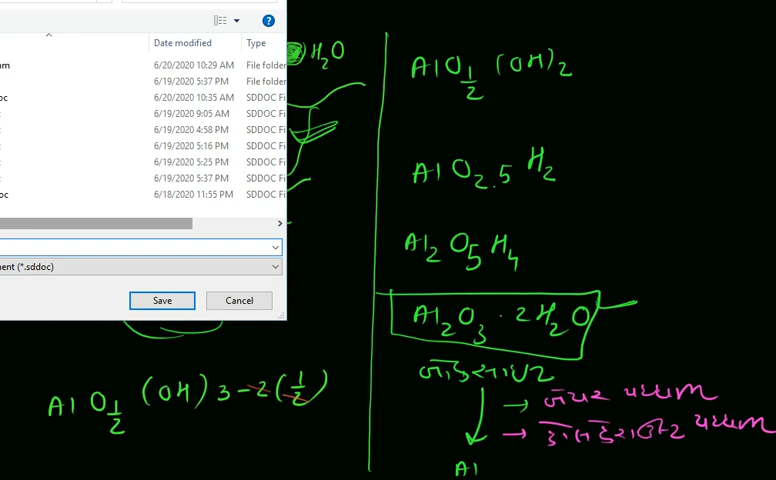 Date modified Type
um 6/20/2020 10:29 AM File folder
6/19/2020 5:37 PM File folder
oc 6/20/2020 10:35 AM SDDOC Fi
6/19/2020 9:05 AM SDDOC Fi
6/19/2020 4:58 PM SDDOC Fi
6/19/2020 5:16 PM SDDOC Fi
6/19/2020 5:25 PM SDDOC Fi
6/19/2020 5:37 PM SDDOC Fi
oc 6/18/2020 11:55 PM SDDOC Fi
ment (*.sddoc)
Save Cancel
H₂O
AlO½ (OH)3-2(½)
AlO½ (OH)₂
AlO₂.₅ H₂
Al₂O₅H₄
Al₂O₃ · 2H₂O
Al